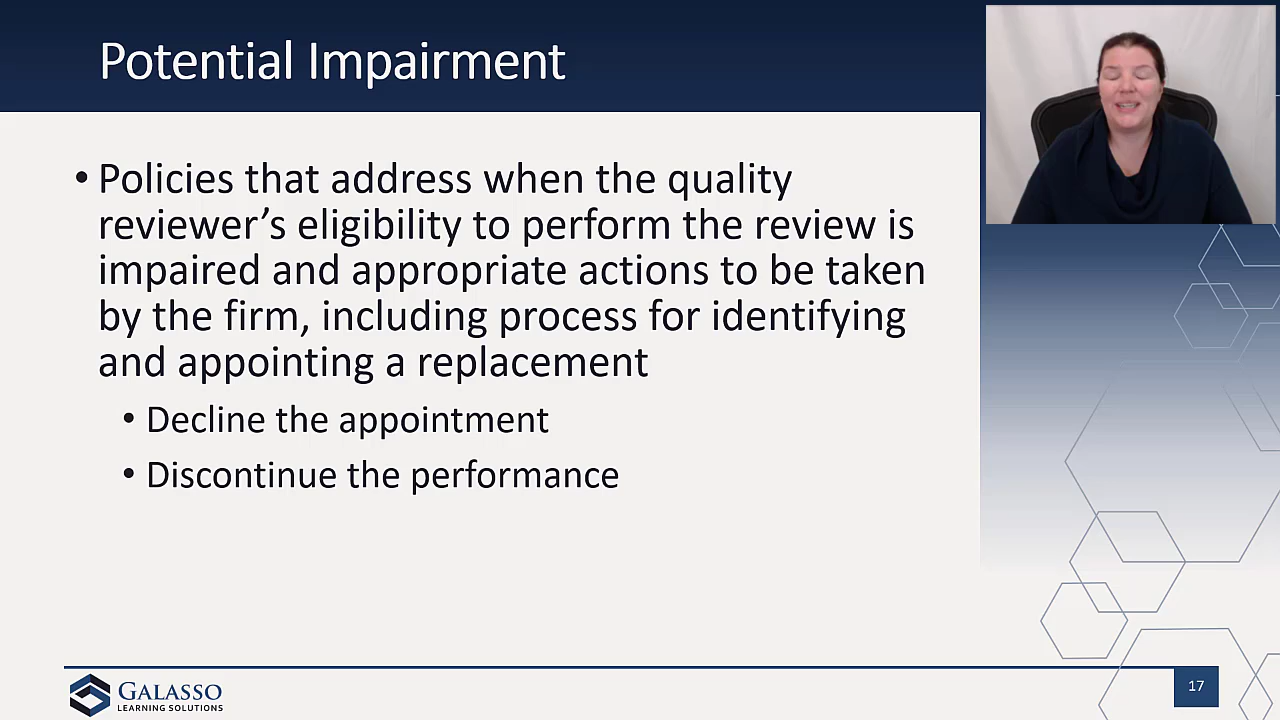 Potential Impairment
• Policies that address when the quality
reviewer’s eligibility to perform the review is
impaired and appropriate actions to be taken
by the firm, including process for identifying
and appointing a replacement
• Decline the appointment
• Discontinue the performance
GALASSO
LEARNING SOLUTIONS
17